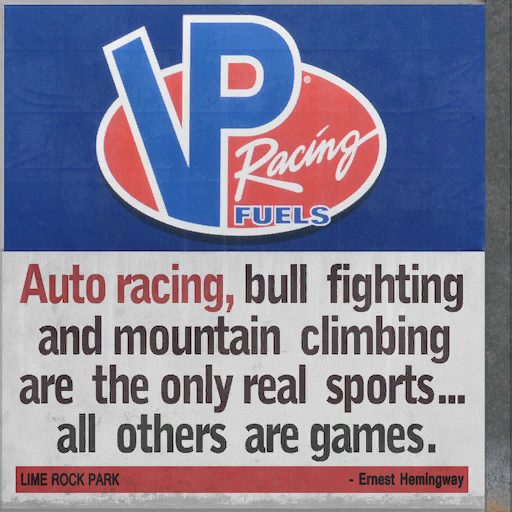 VP
Racing
FUELS
®
Auto racing, bull fighting
and mountain climbing
are the only real sports...
all others are games.
LIME ROCK PARK - Ernest Hemingway